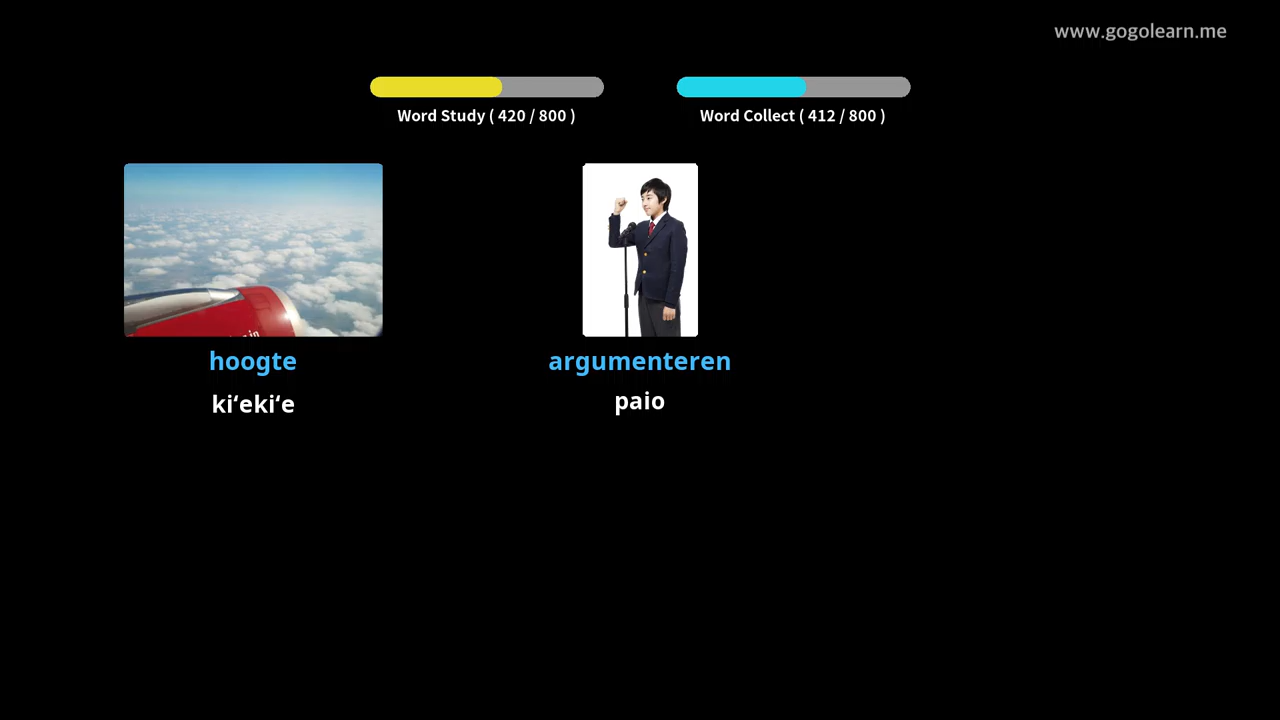 www.gogolearn.me
Word Study ( 420 / 800 )
Word Collect ( 412 / 800 )
hoogte
argumenteren
kiʻekiʻe
paio